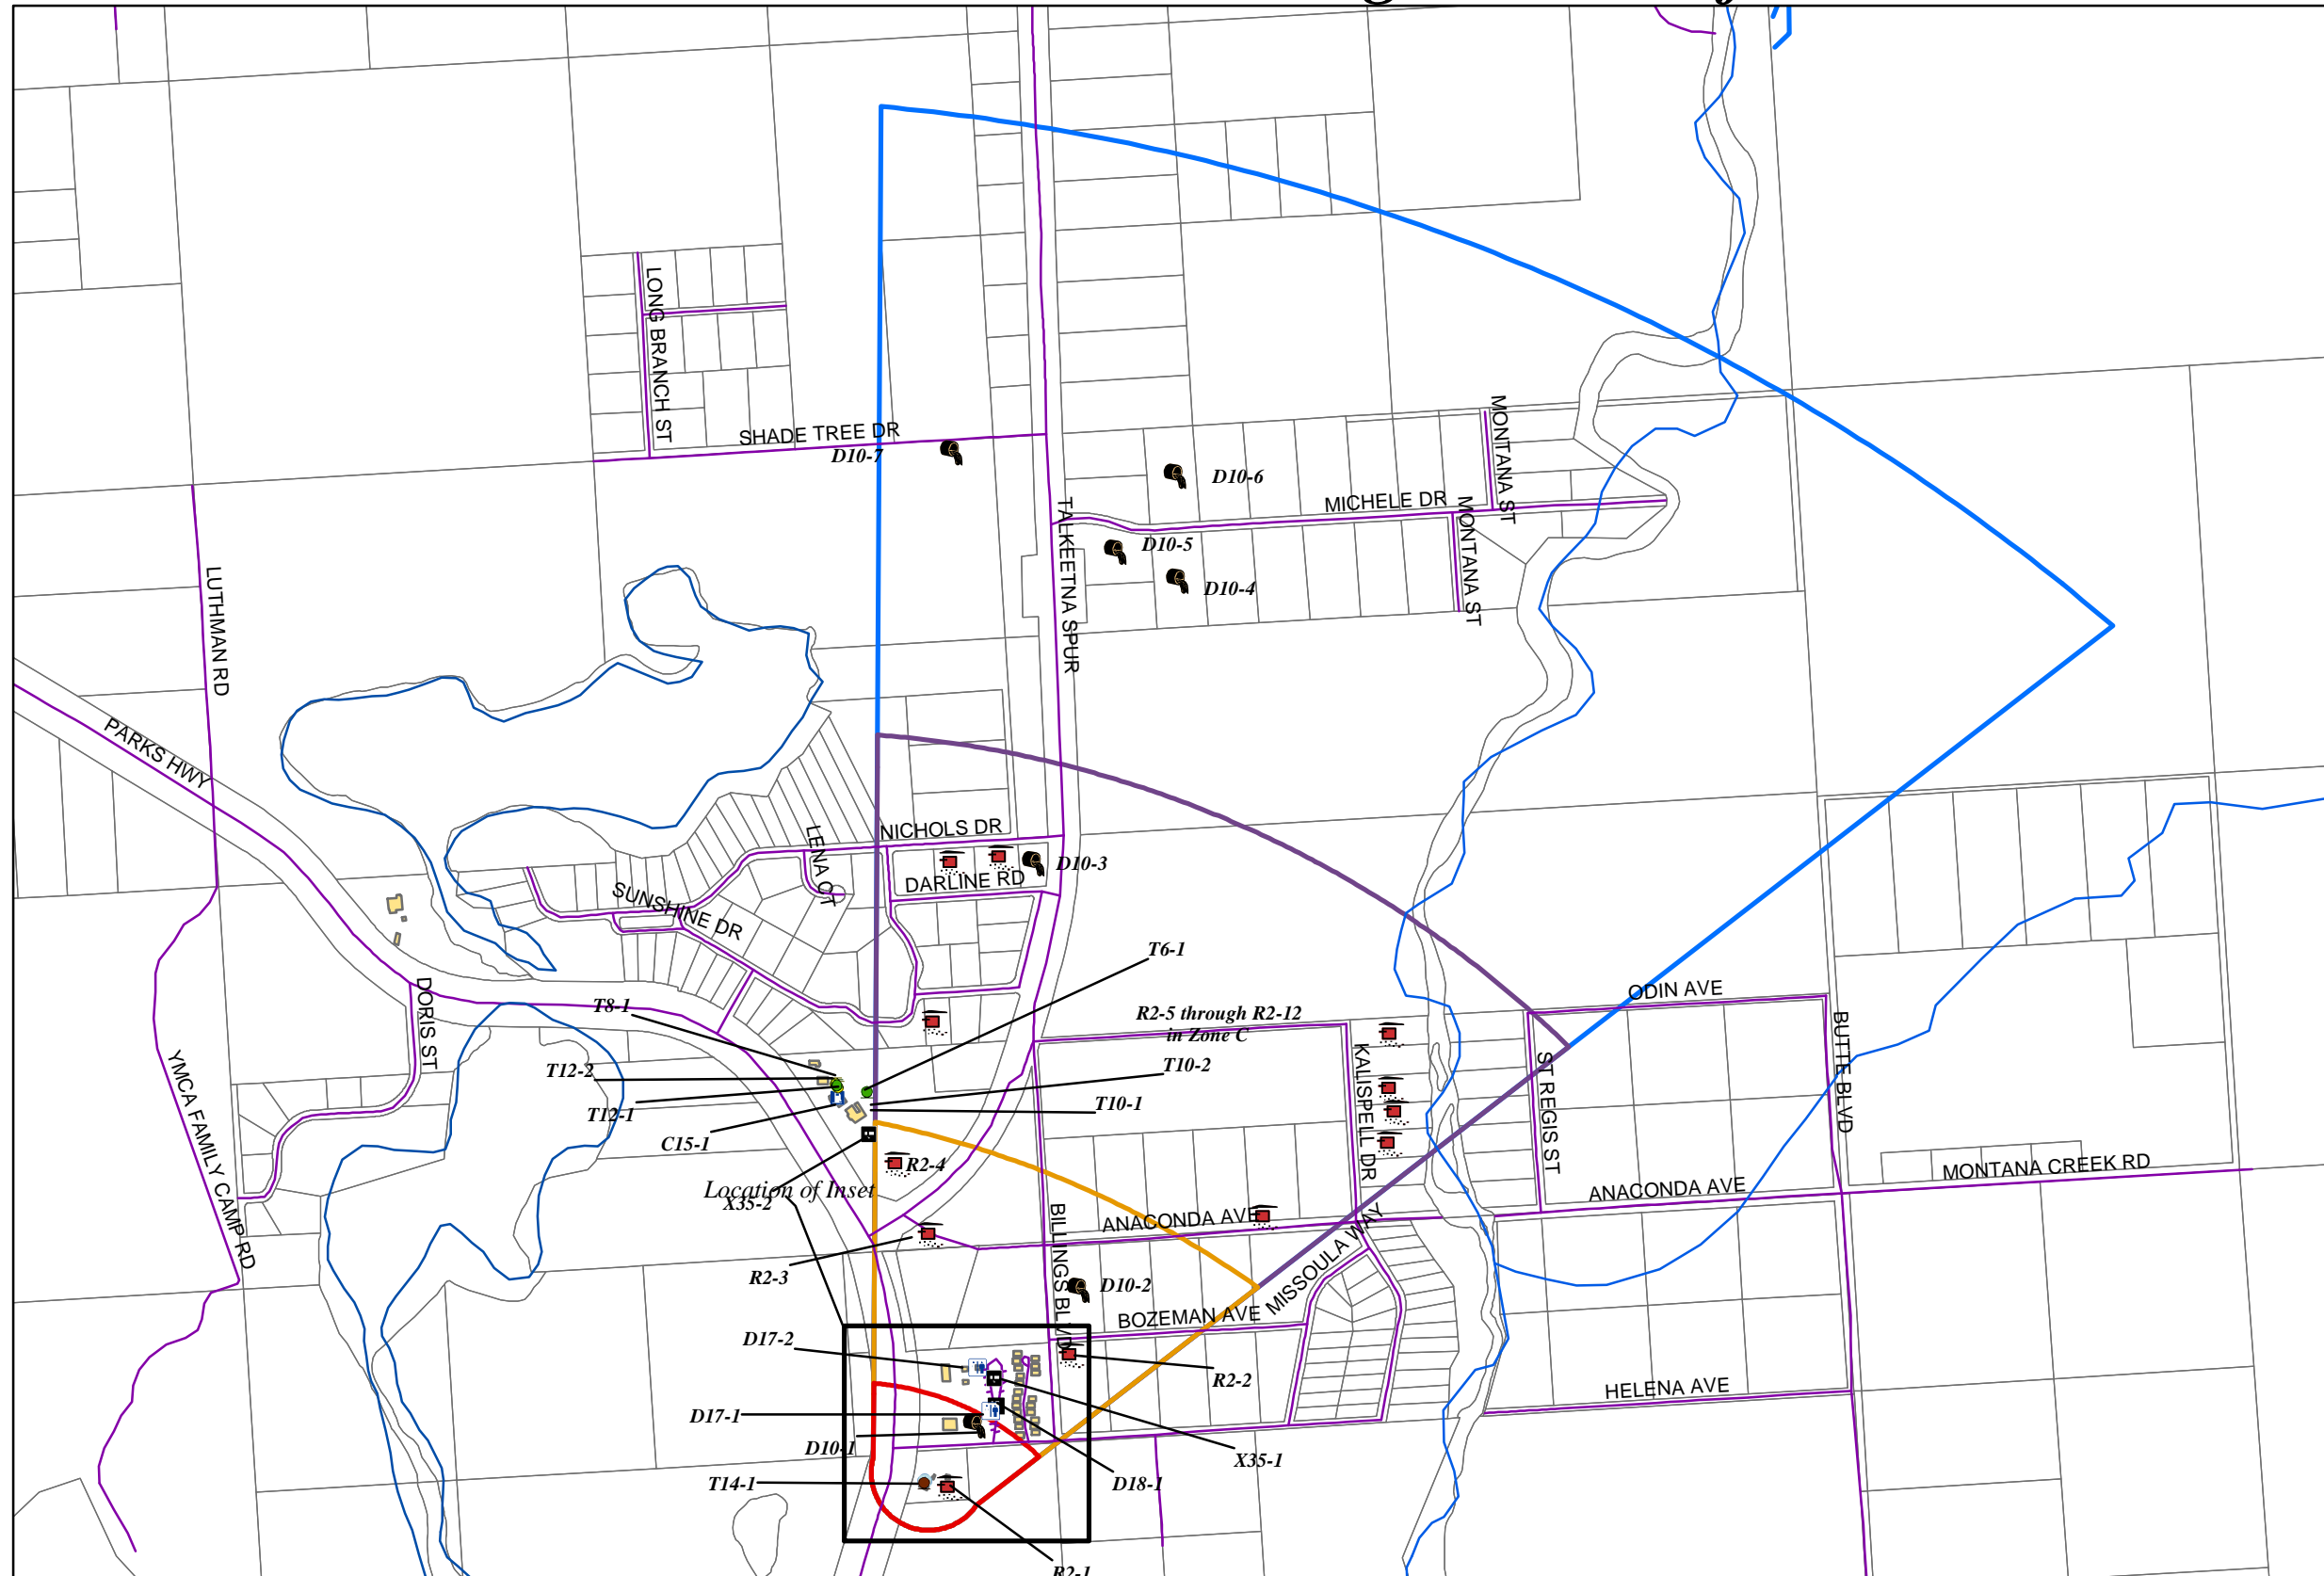 LONG BRANCH ST
SHADE TREE DR
D10-7
D10-6
MONTANA ST
MICHELE DR
MONTANA ST
D10-5
D10-4
TALKEETNA SPUR
LUTHMAN RD
PARKS HWY
NICHOLS DR
LENA CT
D10-3
DARLINE RD
SUNSHINE DR
T6-1
DORIS ST
ODIN AVE
T8-1
R2-5 through R2-12
in Zone C
BUTTE BLVD
T12-2
T10-2
KALISPELL DR
ST REGIS ST
YMCA FAMILY CAMP RD
T12-1
T10-1
C15-1
R2-4
MONTANA CREEK RD
Location of Inset
X35-2
ANACONDA AVE
ANACONDA AVE
BILLINGS BLVD
MISSOULA WAY
R2-3
D10-2
BOZEMAN AVE
D17-2
R2-2
HELENA AVE
D17-1
D10-1
X35-1
T14-1
D18-1
R2-1